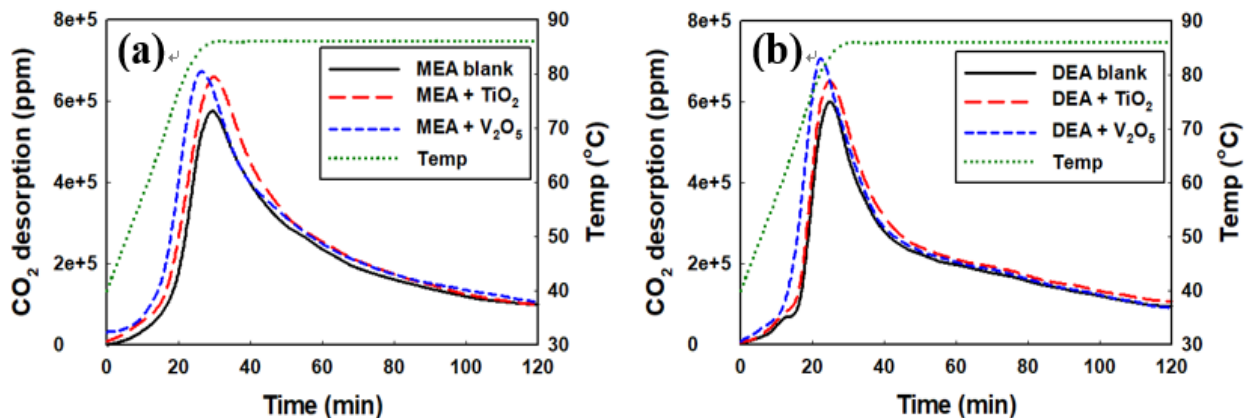 (a)
CO2 desorption (ppm)
8e+5
6e+5
4e+5
2e+5
0
MEA blank
MEA + TiO2
MEA + V2O5
Temp
90
80
70
60
50
40
30
Temp (°C)
0 20 40 60 80 100 120
Time (min)
(b)
CO2 desorption (ppm)
8e+5
6e+5
4e+5
2e+5
0
DEA blank
DEA + TiO2
DEA + V2O5
Temp
90
80
70
60
50
40
30
Temp (°C)
0 20 40 60 80 100 120
Time (min)